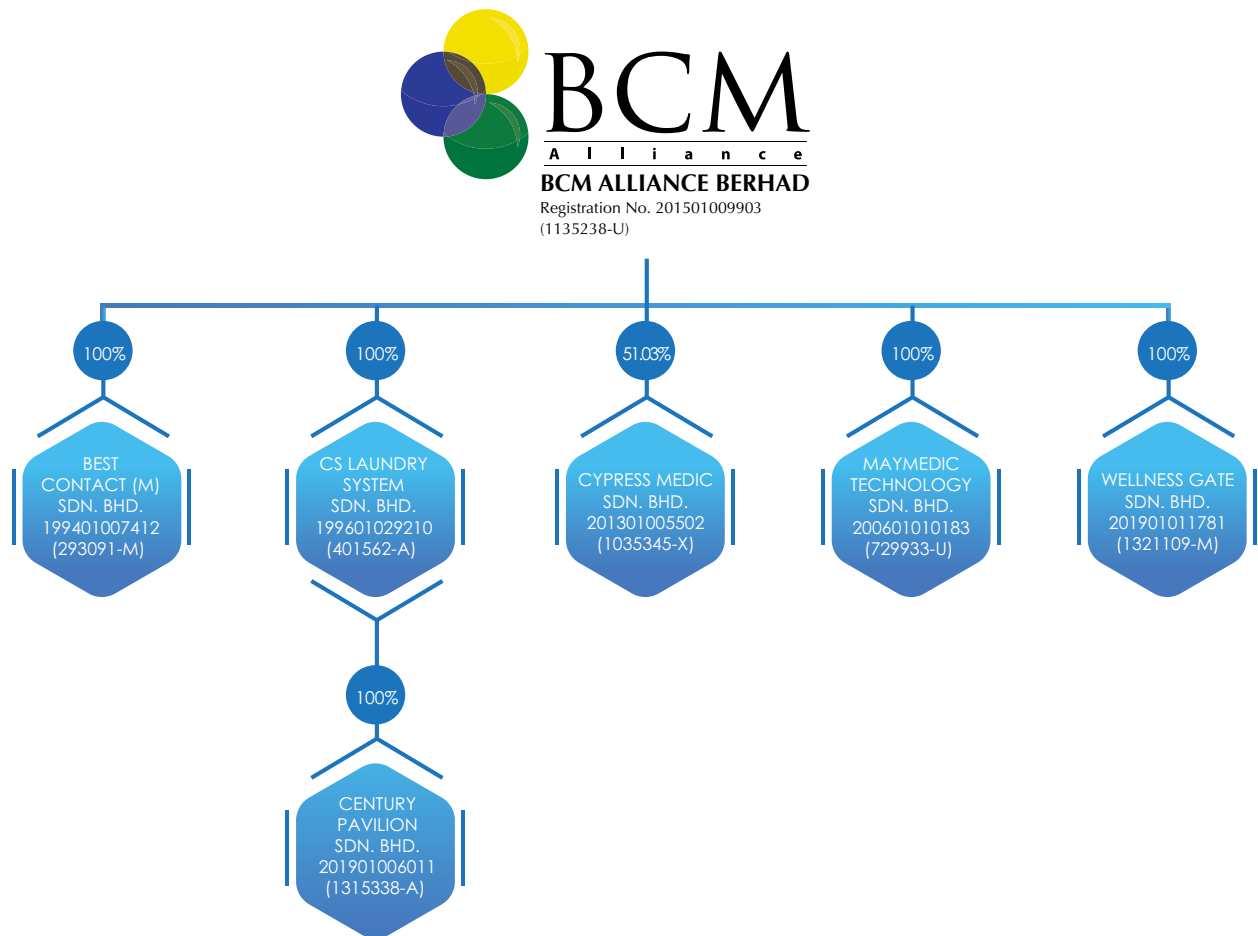 BCM
Alliance
BCM ALLIANCE BERHAD
Registration No. 201501009903
(1135238-U)
100%
100%
51.03%
100%
100%
BEST
CONTACT (M)
SDN. BHD.
199401007412
(293091-M)
CS LAUNDRY
SYSTEM
SDN. BHD.
199601029210
(401562-A)
CYPRESS MEDIC
SDN. BHD.
201301005502
(1035345-X)
MAYMEDIC
TECHNOLOGY
SDN. BHD.
200601010183
(729933-U)
WELLNESS GATE
SDN. BHD.
201901011781
(1321109-M)
100%
CENTURY
PAVILION
SDN. BHD.
201901006011
(1315338-A)